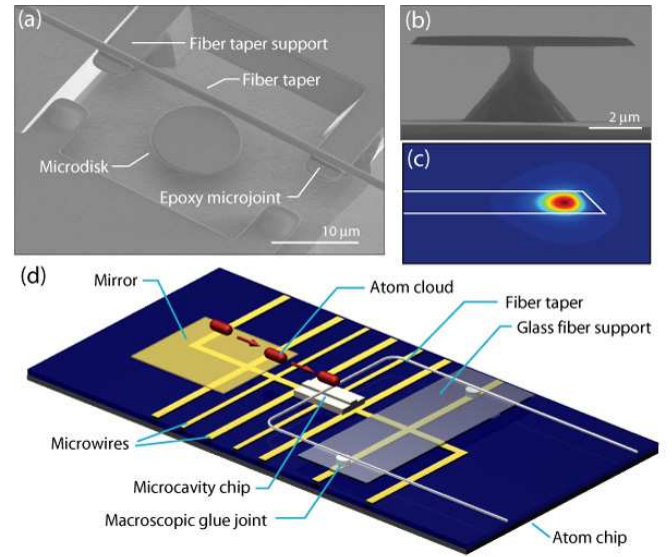 (a)
Fiber taper support
Fiber taper
Microdisk
Epoxy microjoint
10 μm
(b)
2 μm
(c)
(d)
Mirror
Atom cloud
Fiber taper
Glass fiber support
Microwires
Microcavity chip
Macroscopic glue joint
Atom chip